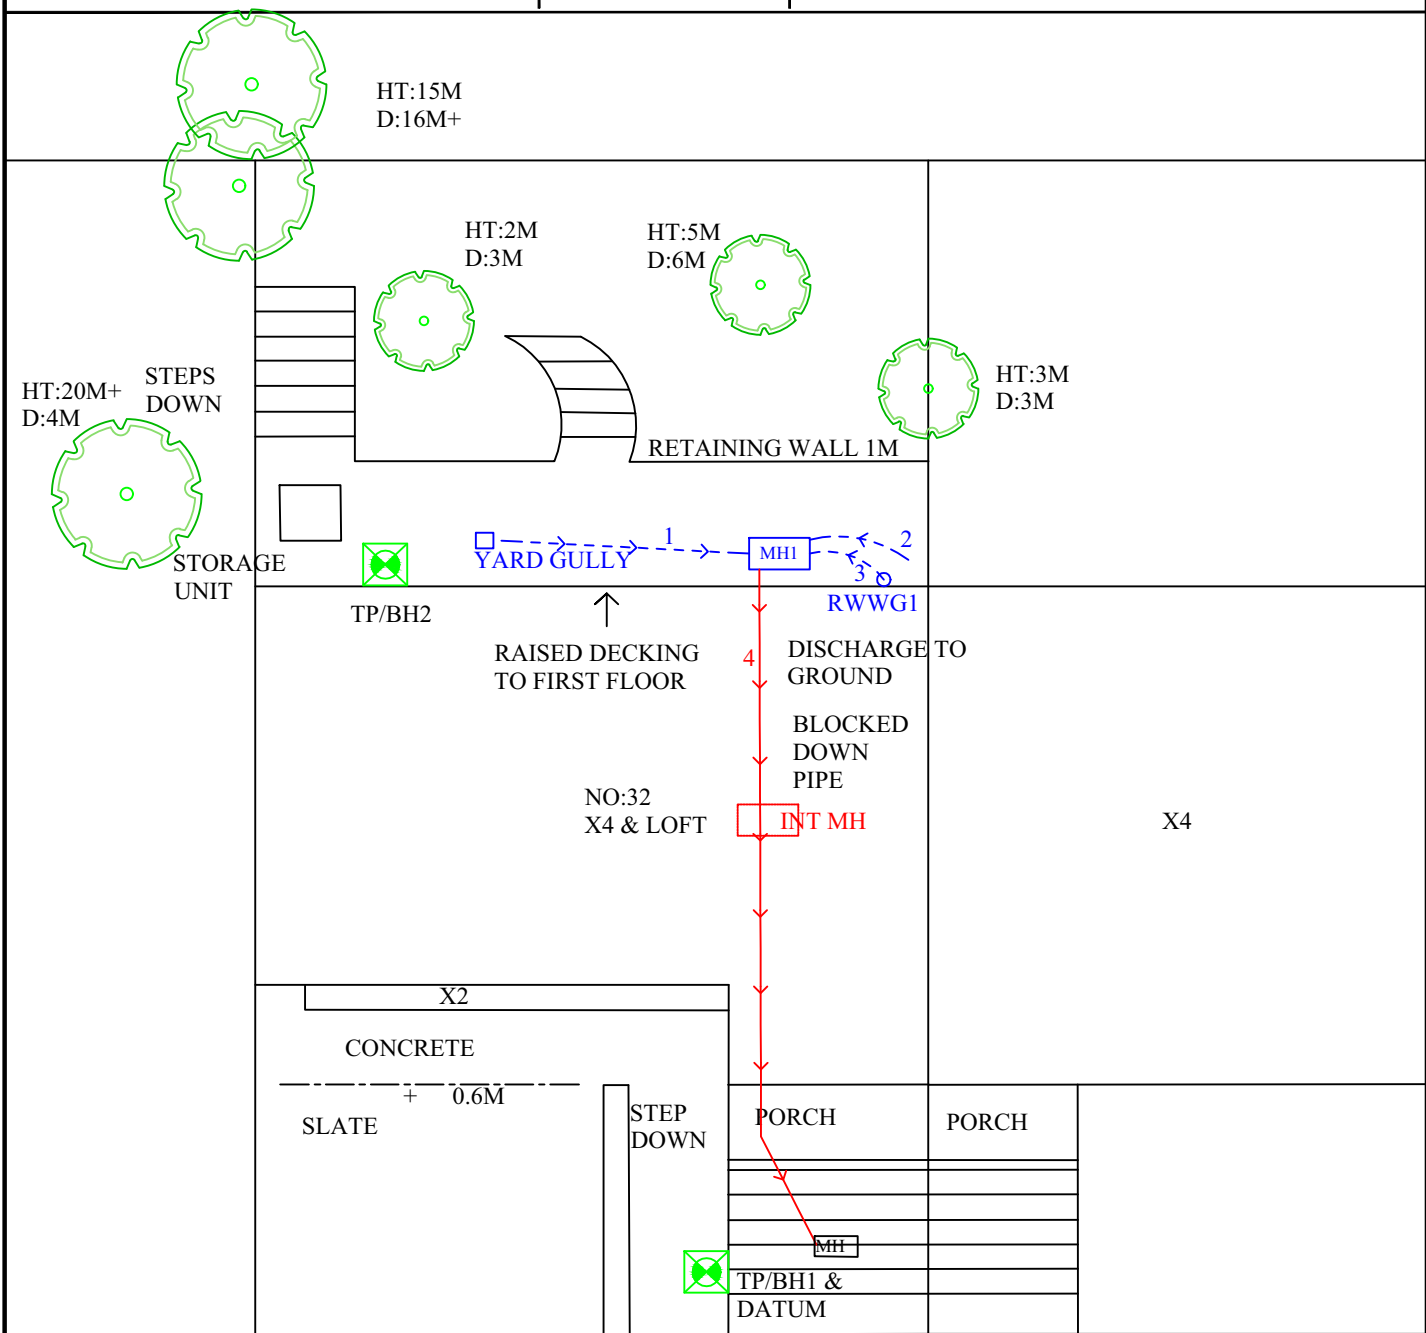 HT:15M
D:16M+
HT:2M
D:3M
HT:5M
D:6M
HT:20M+
D:4M
STEPS
DOWN
HT:3M
D:3M
RETAINING WALL 1M
STORAGE
UNIT
TP/BH2
YARD GULLY
1
MH1
2
3
RWWG1
RAISED DECKING
TO FIRST FLOOR
4
DISCHARGE TO
GROUND
BLOCKED
DOWN
PIPE
NO:32
X4 & LOFT
INT MH
X4
X2
CONCRETE
+ 0.6M
SLATE
STEP
DOWN
PORCH
PORCH
MH
TP/BH1 &
DATUM